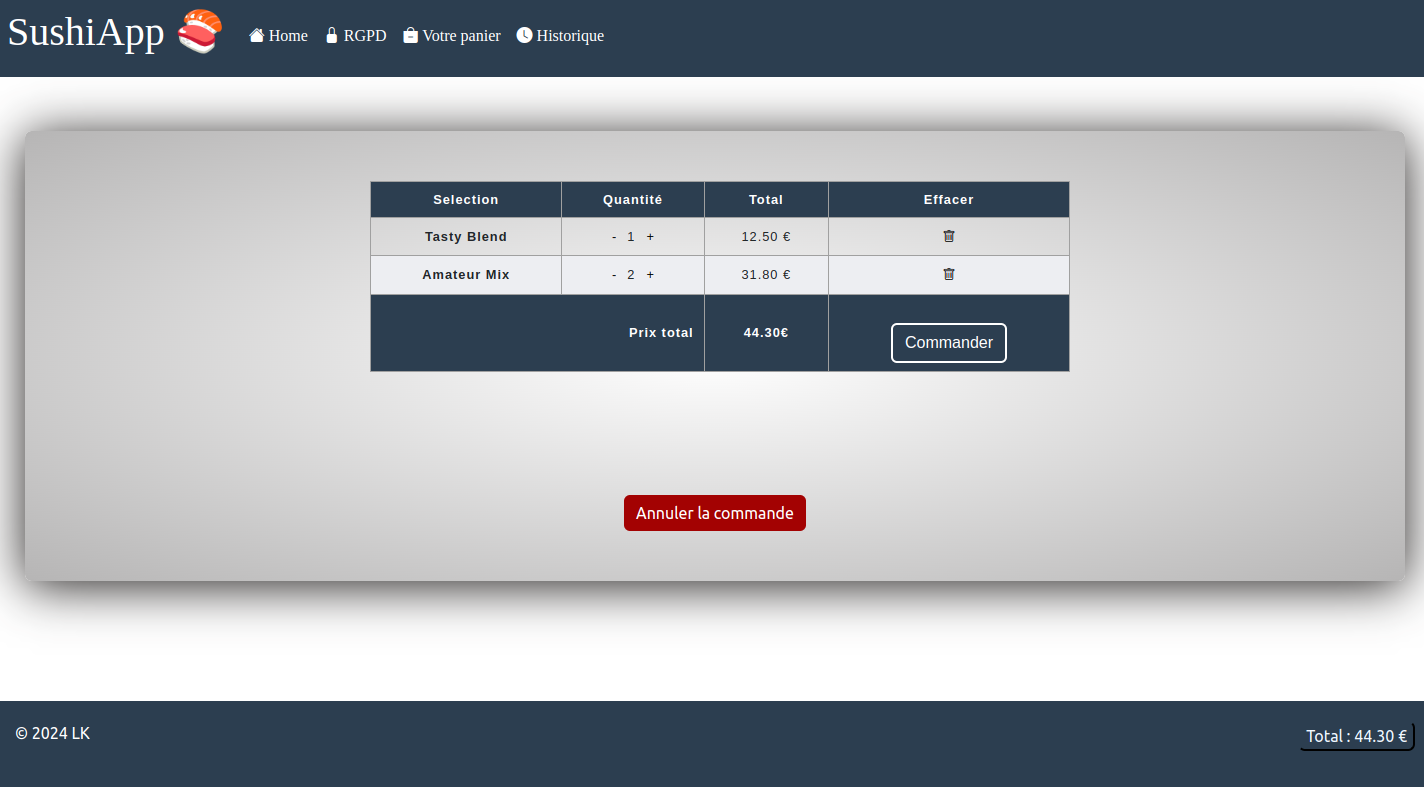 SushiApp Home RGPD Votre panier Historique
Selection Quantité Total Effacer
Tasty Blend - 1 + 12.50 €
Amateur Mix - 2 + 31.80 €
Prix total 44.30€ Commander
Annuler la commande
© 2024 LK Total : 44.30 €